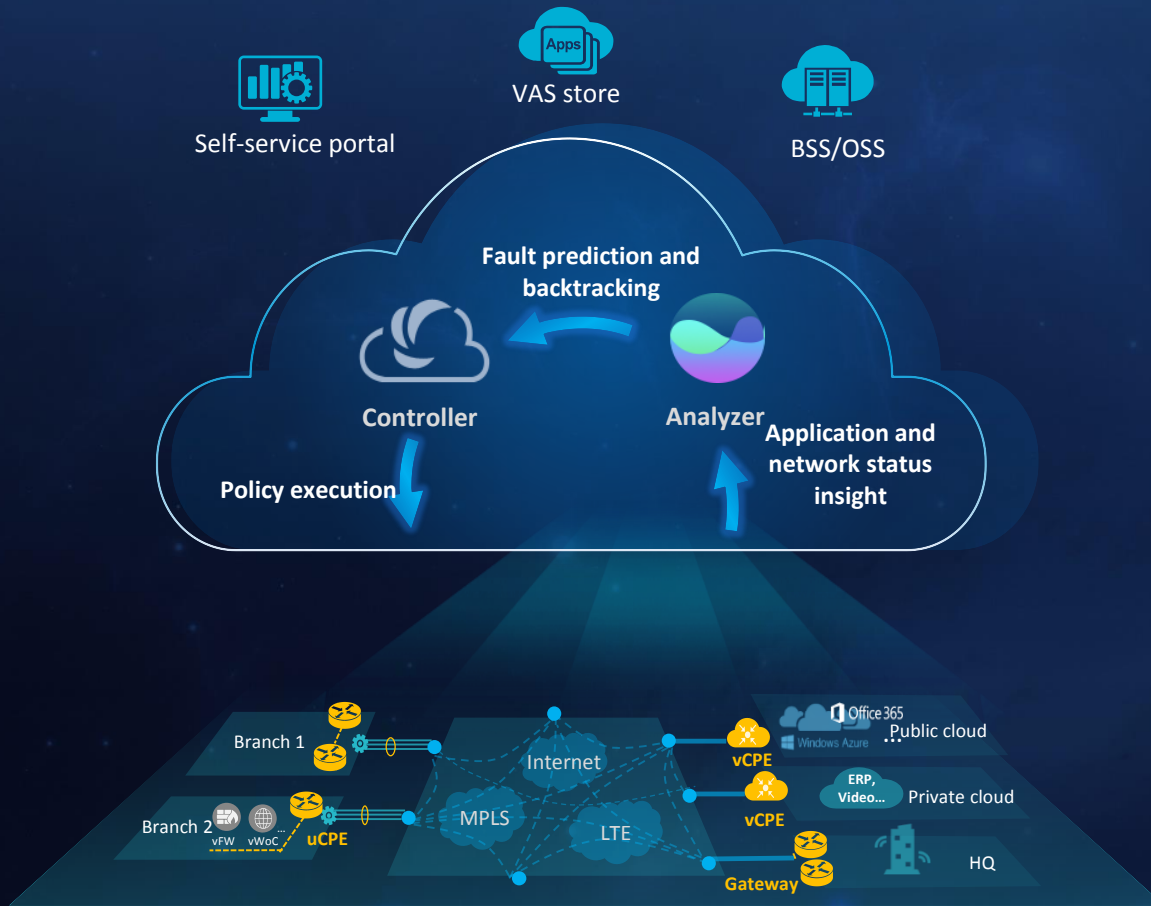 Apps
VAS store
Self-service portal
BSS/OSS
Fault prediction and
backtracking
Controller
Analyzer
Application and
network status
insight
Policy execution
Office 365
Windows Azure
...
Public cloud
Branch 1
Internet
vCPE
ERP,
Video...
Private cloud
MPLS
vCPE
Branch 2
...
vFW
vWoC
uCPE
LTE
Gateway
HQ